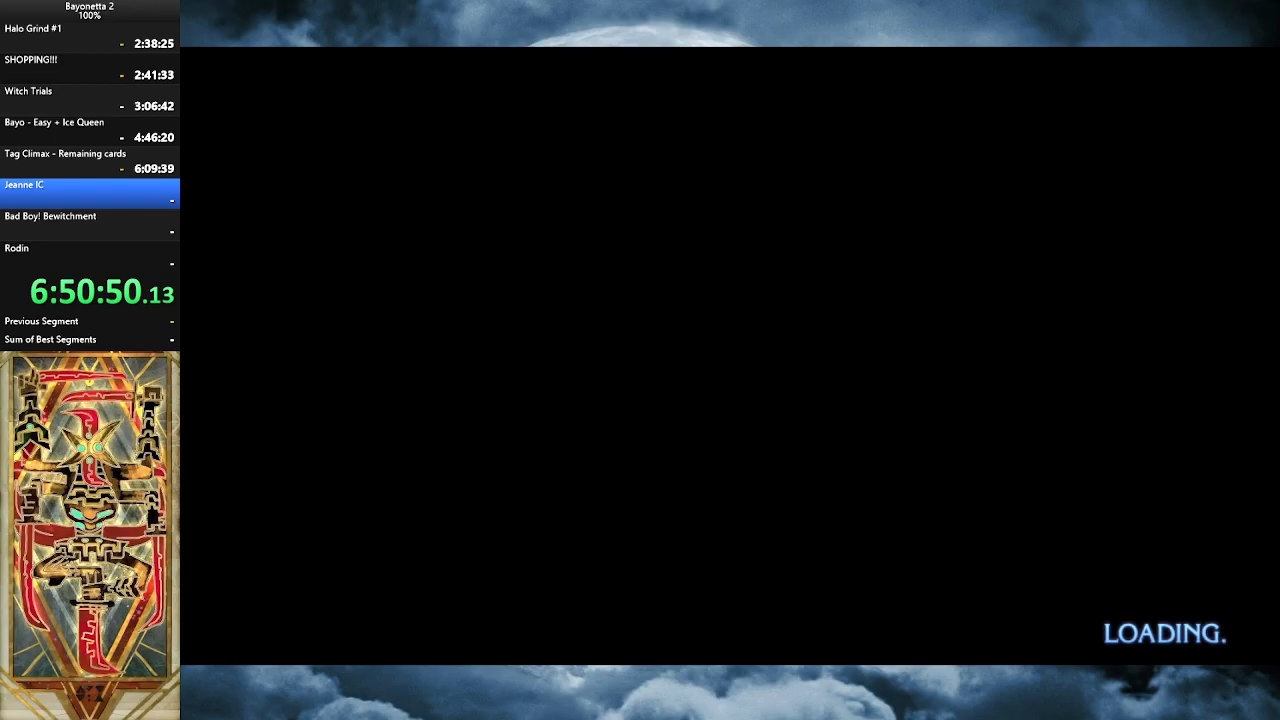 Bayonetta 2
100%
Halo Grind #1
- 2:38:25
SHOPPING!!!
- 2:41:33
Witch Trials
- 3:06:42
Bayo - Easy + Ice Queen
- 4:46:20
Tag Climax - Remaining cards
- 6:09:39
Jeanne IC
-
Bad Boy! Bewitchment
-
Rodin
-
6:50:50.13
Previous Segment -
Sum of Best Segments -
LOADING.